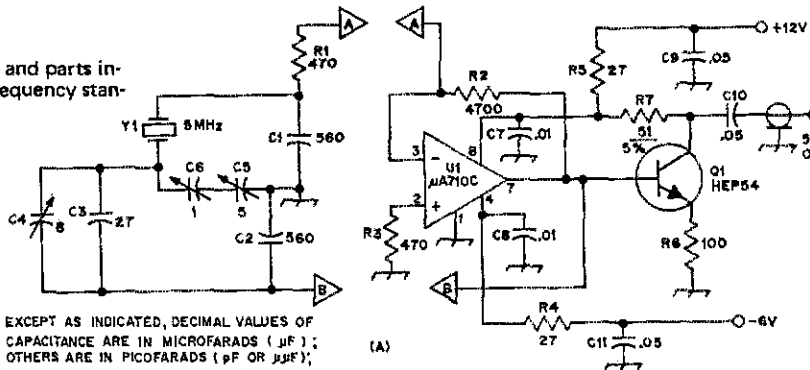 and parts in-
equency stan-
A
R1
470
Y1
5MHz
C1
560
C6
1
C5
5
C4
8
C3
27
C2
560
B
EXCEPT AS INDICATED, DECIMAL VALUES OF
CAPACITANCE ARE IN MICROFARADS ( µF ) ;
OTHERS ARE IN PICOFARADS ( pF OR µµF);
(A)
A
R2
4700
3
-
8
C7
.01
U1
µA710C
7
2
+
1
4
R3
470
C8
.01
B
R4
27
C11
.05
-6V
+12V
C9
.05
R5
27
R7
51
5%
C10
.05
5
0
Q1
HEP54
R6
100